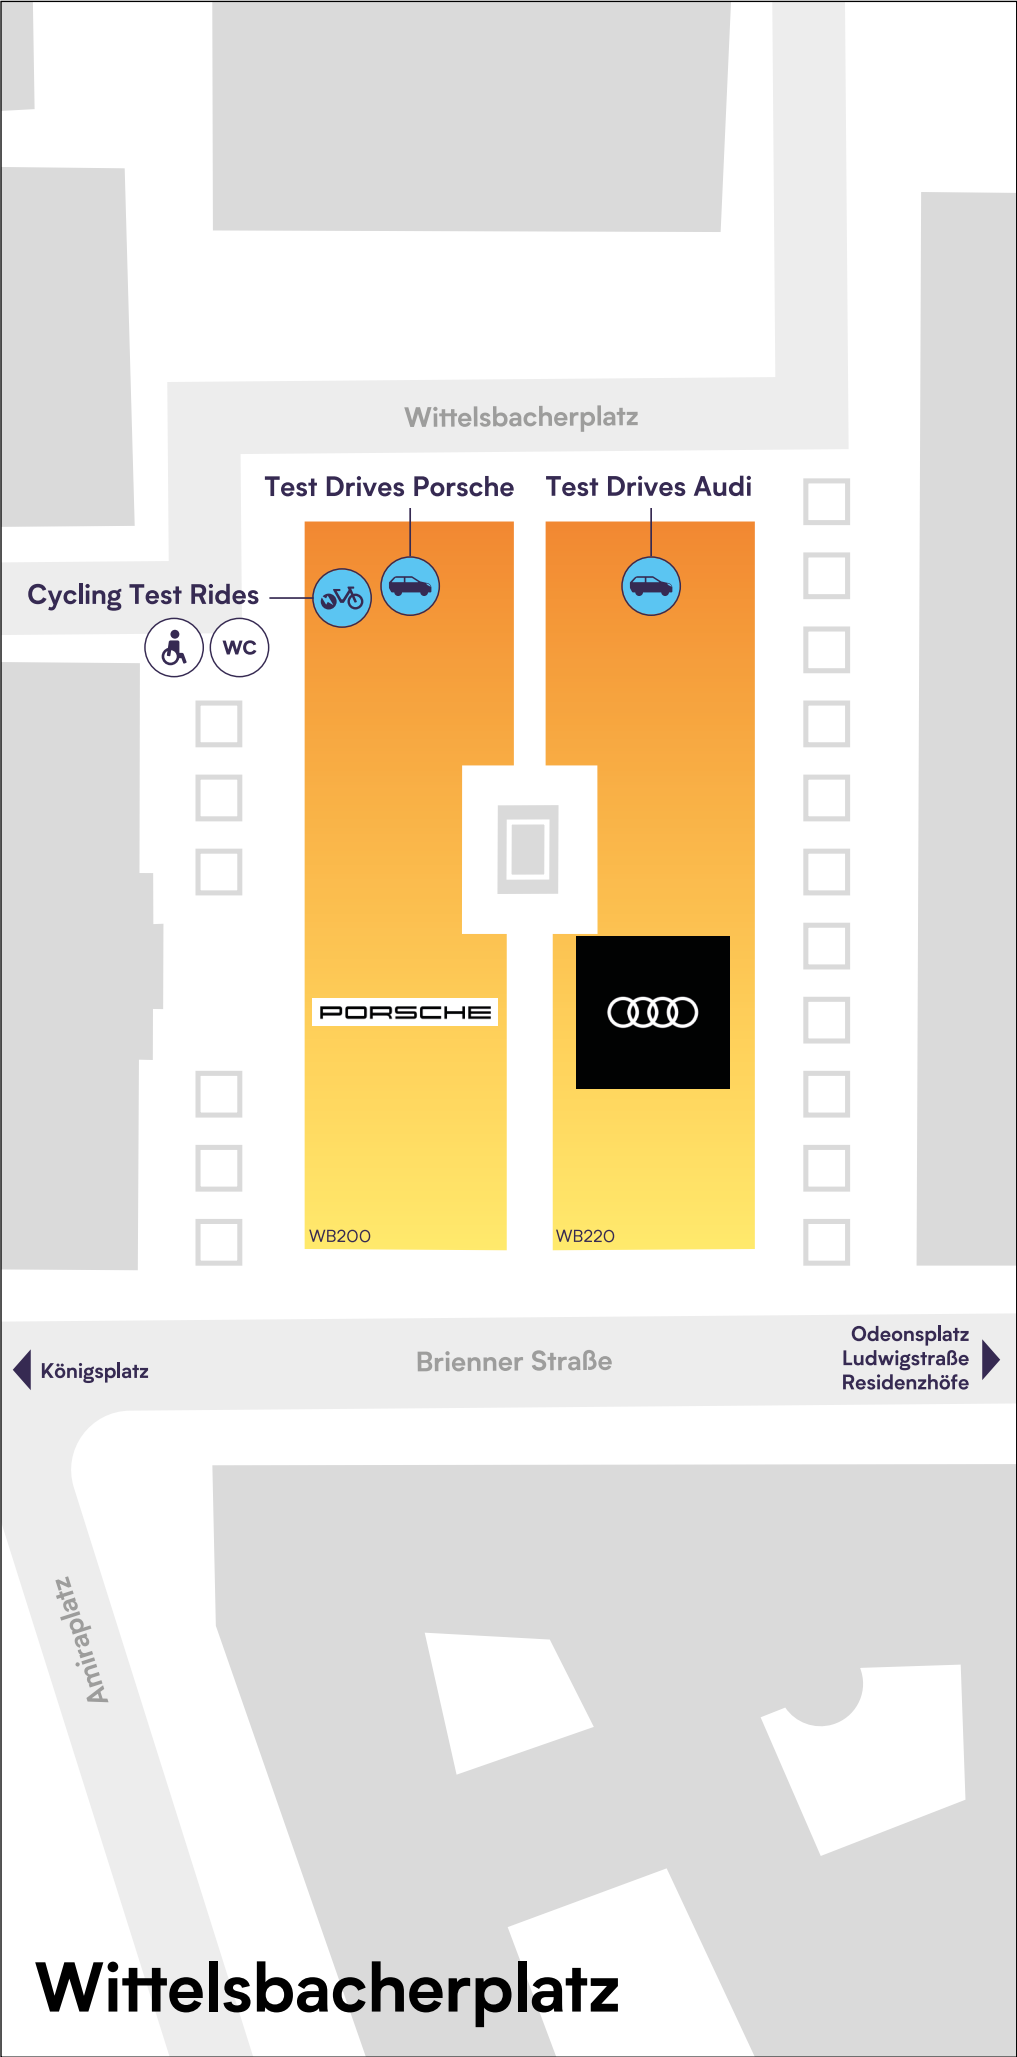 Wittelsbacherplatz
Test Drives Porsche
Test Drives Audi
Cycling Test Rides
WC
PORSCHE
WB200
WB220
Königsplatz
Brienner Straße
Odeonsplatz
Ludwigstraße
Residenzhöfe
Amiraplatz
Wittelsbacherplatz